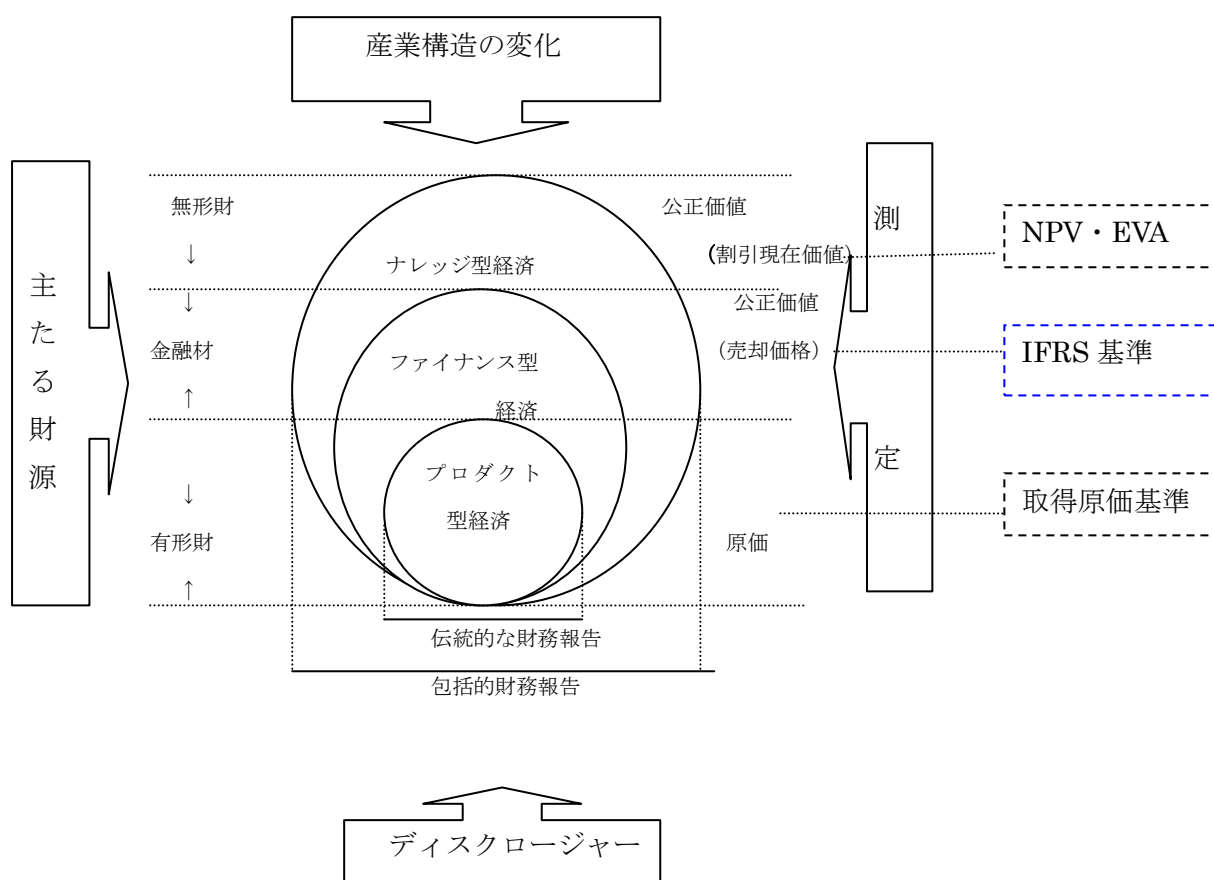 産業構造の変化
主たる財源
無形財
↓
↓
金融材
↑
↓
有形財
↑
ナレッジ型経済
ファイナンス型
経済
プロダクト
型経済
公正価値
(割引現在価値)
公正価値
(売却価格)
原価
測定
NPV・EVA
IFRS 基準
取得原価基準
伝統的な財務報告
包括的財務報告
ディスクロージャー